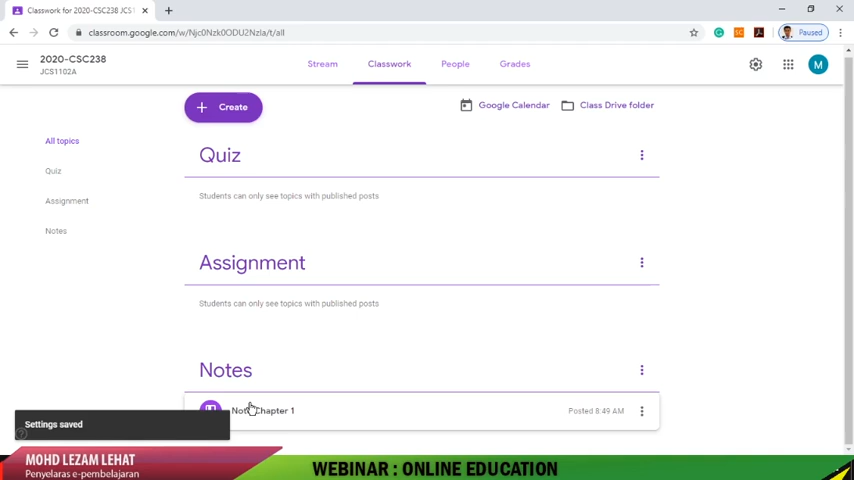 Classwork for 2020-CSC238 JCS1
classroom.google.com/w/Njc0Nzk0ODU2Nzla/t/all
Paused
2020-CSC238
JCS1102A
Stream
Classwork
People
Grades
M
Create
Google Calendar
Class Drive folder
All topics
Quiz
Assignment
Notes
Quiz
Students can only see topics with published posts
Assignment
Students can only see topics with published posts
Notes
Chapter 1
Posted 8:49 AM
Settings saved
MOHD LEZAM LEHAT
Penyelaras e-pembelajaran
WEBINAR : ONLINE EDUCATION